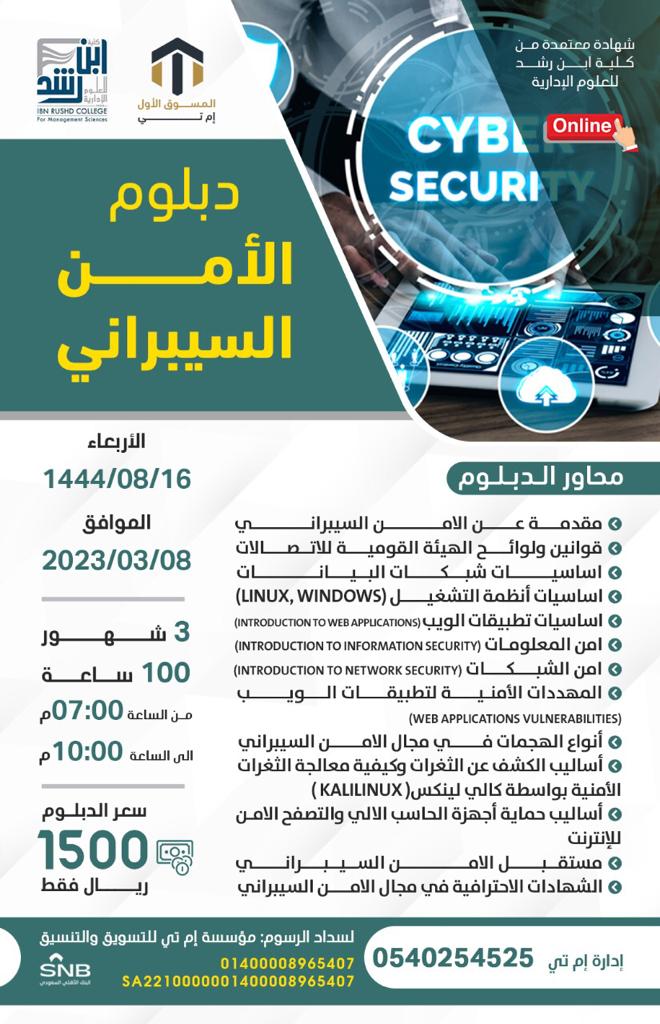 شهادة معتمدة من
كلية ابن رشد
للعلوم الإدارية
Online
CYBER
SECURITY
كلية
ابن رشد
للعلوم الإدارية
IBN RUSHD COLLEGE
For Management Sciences
المسوق الأول
إم تي
دبلوم
الأمن
السيبراني
الأربعاء
1444/08/16
الموافق
2023/03/08
3 شهور
100 ساعة
من الساعة 07:00م
الى الساعة 10:00م
سعر الدبلوم
1500
ريال فقط
محاور الدبلوم
مقدمة عن الامن السيبراني
قوانين ولوائح الهيئة القومية للاتصالات
اساسيات شبكات البيانات
اساسيات أنظمة التشغيل (LINUX, WINDOWS)
اساسيات تطبيقات الويب (INTRODUCTION TO WEB APPLICATIONS)
امن المعلومات (INTRODUCTION TO INFORMATION SECURITY)
امن الشبكات (INTRODUCTION TO NETWORK SECURITY)
المهددات الأمنية لتطبيقات الويب
(WEB APPLICATIONS VULNERABILITIES)
أنواع الهجمات في مجال الامن السيبراني
أساليب الكشف عن الثغرات وكيفية معالجة الثغرات
الأمنية بواسطة كالي لينكس( KALILINUX )
أساليب حماية أجهزة الحاسب الالي والتصفح الامن
للإنترنت
مستقبل الامن السيبراني
الشهادات الاحترافية في مجال الامن السيبراني
إدارة إم تي 0540254525
لسداد الرسوم: مؤسسة إم تي للتسويق والتنسيق
01400008965407
SA2210000001400008965407
SNB
البنك الأهلي السعودي